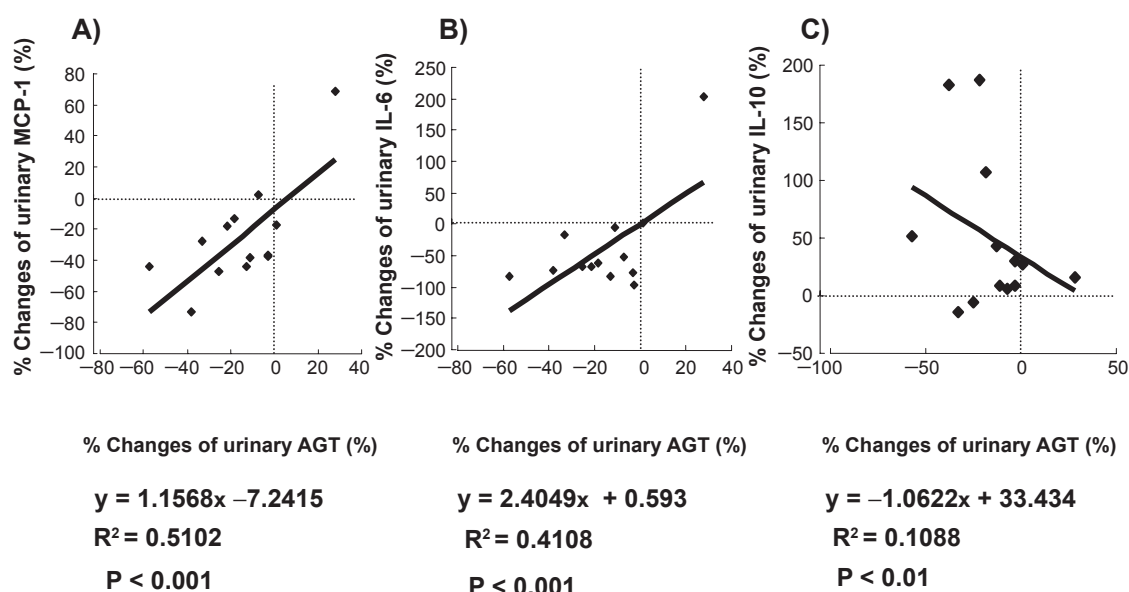 A)
% Changes of urinary MCP-1 (%)
80
60
40
20
0
−20
−40
−60
−80
−100
−80 −60 −40 −20 0 20 40
% Changes of urinary AGT (%)
y = 1.1568x −7.2415
R² = 0.5102
P < 0.001
B)
% Changes of urinary IL-6 (%)
250
200
150
100
50
0
−50
−100
−150
−200
−80 −60 −40 −20 0 20 40
% Changes of urinary AGT (%)
y = 2.4049x + 0.593
R² = 0.4108
P < 0.001
C)
% Changes of urinary IL-10 (%)
200
150
100
50
0
−50
−100 −50 0 50
% Changes of urinary AGT (%)
y = −1.0622x + 33.434
R² = 0.1088
P < 0.01